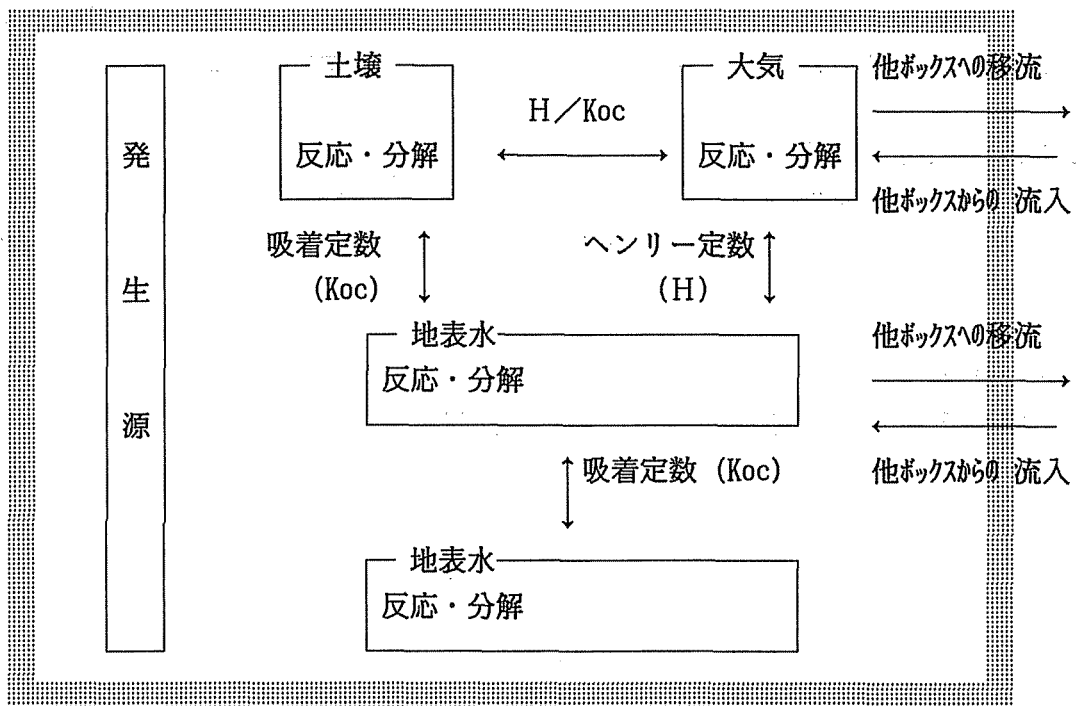 土壌
大気
他ボックスへの移流
H/Koc
発生源
反応・分解
反応・分解
他ボックスからの 流入
吸着定数
(Koc)
ヘンリー定数
(H)
地表水
他ボックスへの移流
反応・分解
吸着定数 (Koc)
他ボックスからの 流入
地表水
反応・分解